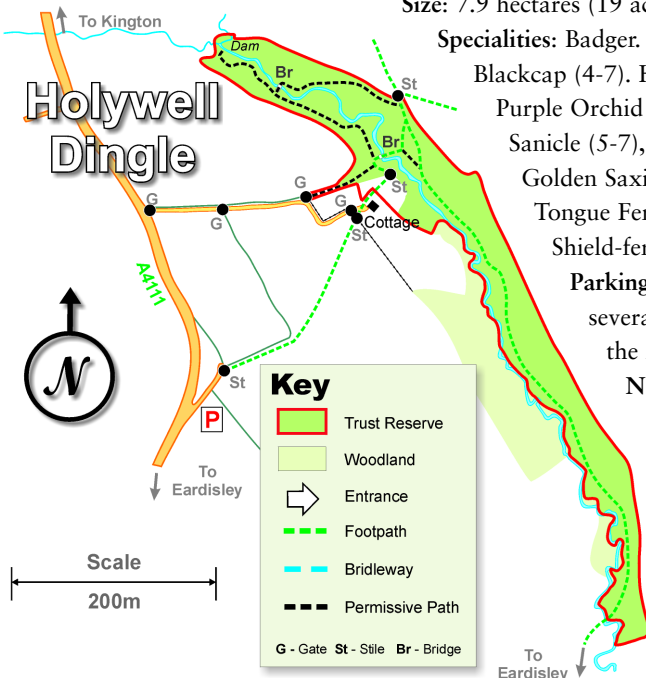 Size: 7.9 hectares (19 ac
Specialities: Badger.
Blackcap (4-7).
Purple Orchid
Sanicle (5-7),
Golden Saxi
Tongue Fer
Shield-fer
Parking
severa
the
N
To Kington
Dam
Br
St
Holywell
Dingle
Br
G
G
G
St
G
Cottage
St
A4111
N
St
P
To
Eardisley
Scale
200m
Key
Trust Reserve
Woodland
Entrance
Footpath
Bridleway
Permissive Path
G - Gate St - Stile Br - Bridge
To
Eardisley